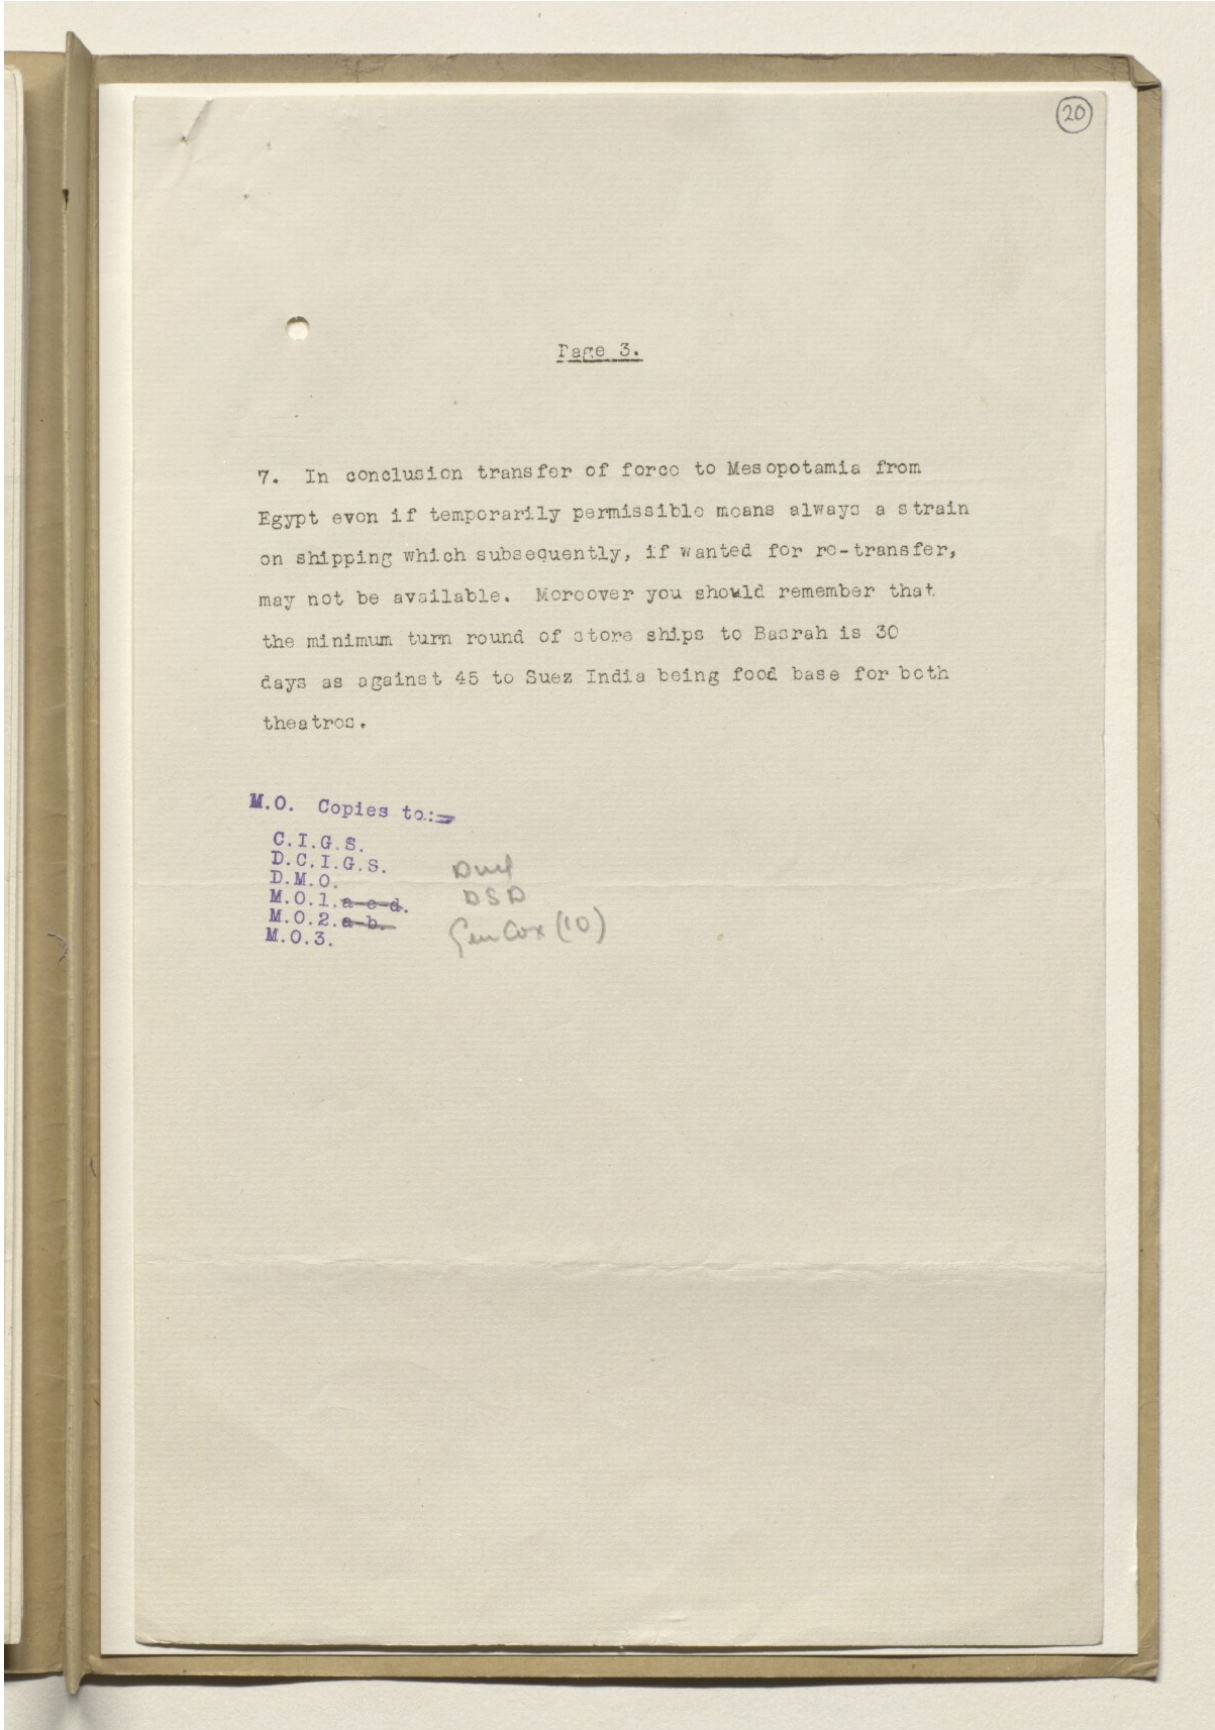 20
Page 3.
7. In conclusion transfer of force to Mesopotamia from
Egypt even if temporarily permissible means always a strain
on shipping which subsequently, if wanted for re-transfer,
may not be available. Moreover you should remember that
the minimum turn round of store ships to Basrah is 30
days as against 45 to Suez India being food base for both
theatres.
M.O. Copies to:-
C.I.G.S.
D.C.I.G.S.
D.M.O.
M.O.1.a-c-d.
M.O.2.a-b.
M.O.3.
DSD
Gen Cox (10)